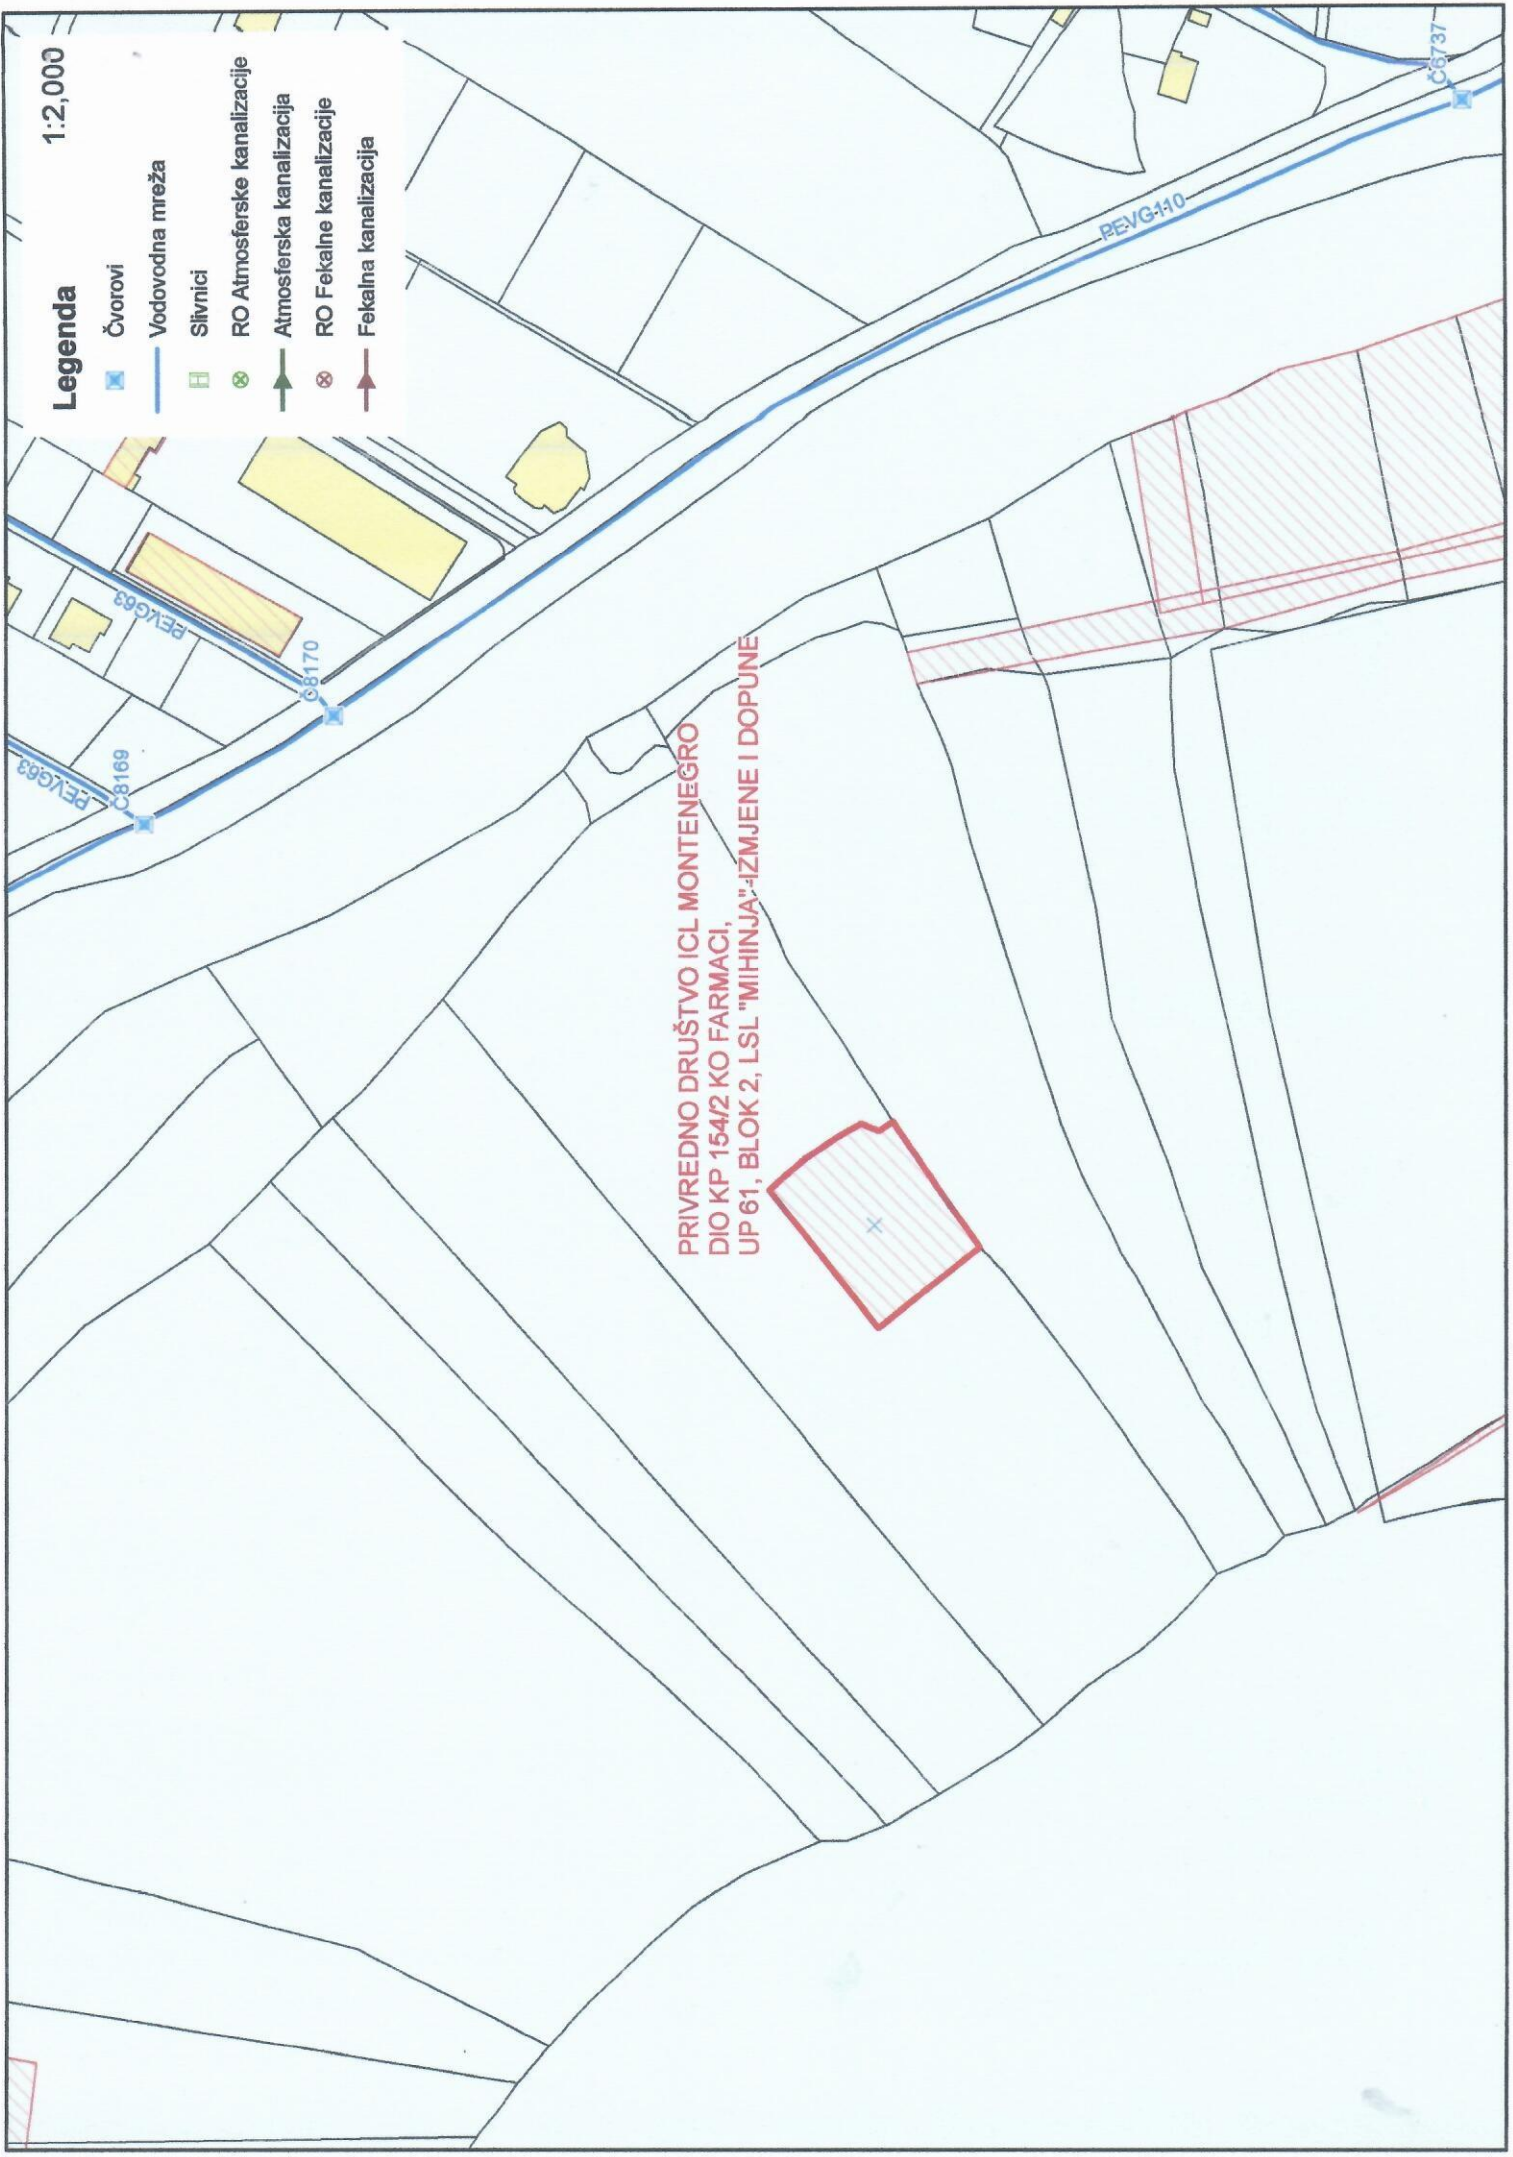 Legenda
1:2,000
Čvorovi
Vodovodna mreža
Slivnici
RO Atmosferske kanalizacije
Atmosferska kanalizacija
RO Fekalne kanalizacije
Fekalna kanalizacija
PEVG63
Č8169
PEVG63
Č8170
PEVG110
Č6737
PRIVREDNO DRUŠTVO ICL MONTENEGRO
DIO KP 154/2 KO FARMACI,
UP 61, BLOK 2, LSL "MIHINJA"-IZMJENE I DOPUNE